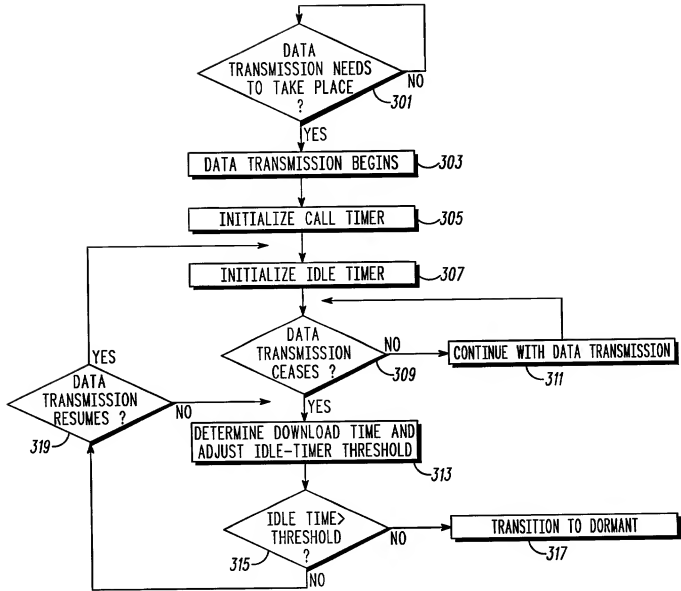 DATA
TRANSMISSION NEEDS
TO TAKE PLACE
?
NO
301
YES
DATA TRANSMISSION BEGINS
303
INITIALIZE CALL TIMER
305
INITIALIZE IDLE TIMER
307
DATA
TRANSMISSION
CEASES ?
NO
309
CONTINUE WITH DATA TRANSMISSION
311
YES
YES
DATA
TRANSMISSION
RESUMES ?
NO
319
DETERMINE DOWNLOAD TIME AND
ADJUST IDLE-TIMER THRESHOLD
313
IDLE TIME>
THRESHOLD
?
315
NO
NO
TRANSITION TO DORMANT
317